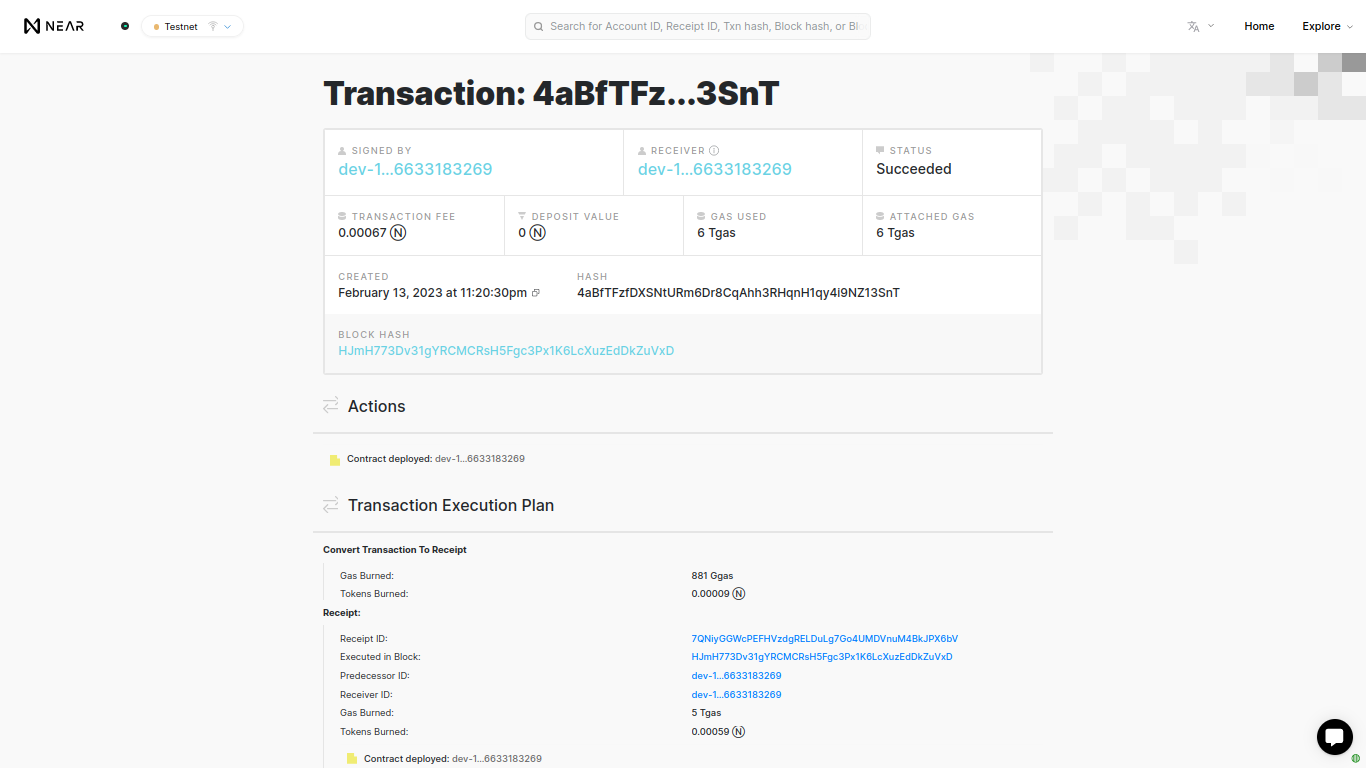 NEAR
Testnet
Search for Account ID, Receipt ID, Txn hash, Block hash, or Blo
Home
Explore
Transaction: 4aBfTFz...3SnT
SIGNED BY
dev-1...6633183269
RECEIVER
dev-1...6633183269
STATUS
Succeeded
TRANSACTION FEE
0.00067 Ⓝ
DEPOSIT VALUE
0 Ⓝ
GAS USED
6 Tgas
ATTACHED GAS
6 Tgas
CREATED
February 13, 2023 at 11:20:30pm
HASH
4aBfTFzfDXSNtURm6Dr8CqAhh3RHqnH1qy4i9NZ13SnT
BLOCK HASH
HJmH773Dv31gYRCMCRsH5Fgc3Px1K6LcXuzEdDkZuVxD
Actions
Contract deployed: dev-1...6633183269
Transaction Execution Plan
Convert Transaction To Receipt
Gas Burned: 881 Ggas
Tokens Burned: 0.00009 Ⓝ
Receipt:
Receipt ID: 7QNiyGGWcPEFHVzdgRELDuLg7Go4UMDVnuM4BkJPX6bV
Executed in Block: HJmH773Dv31gYRCMCRsH5Fgc3Px1K6LcXuzEdDkZuVxD
Predecessor ID: dev-1...6633183269
Receiver ID: dev-1...6633183269
Gas Burned: 5 Tgas
Tokens Burned: 0.00059 Ⓝ
Contract deployed: dev-1...6633183269